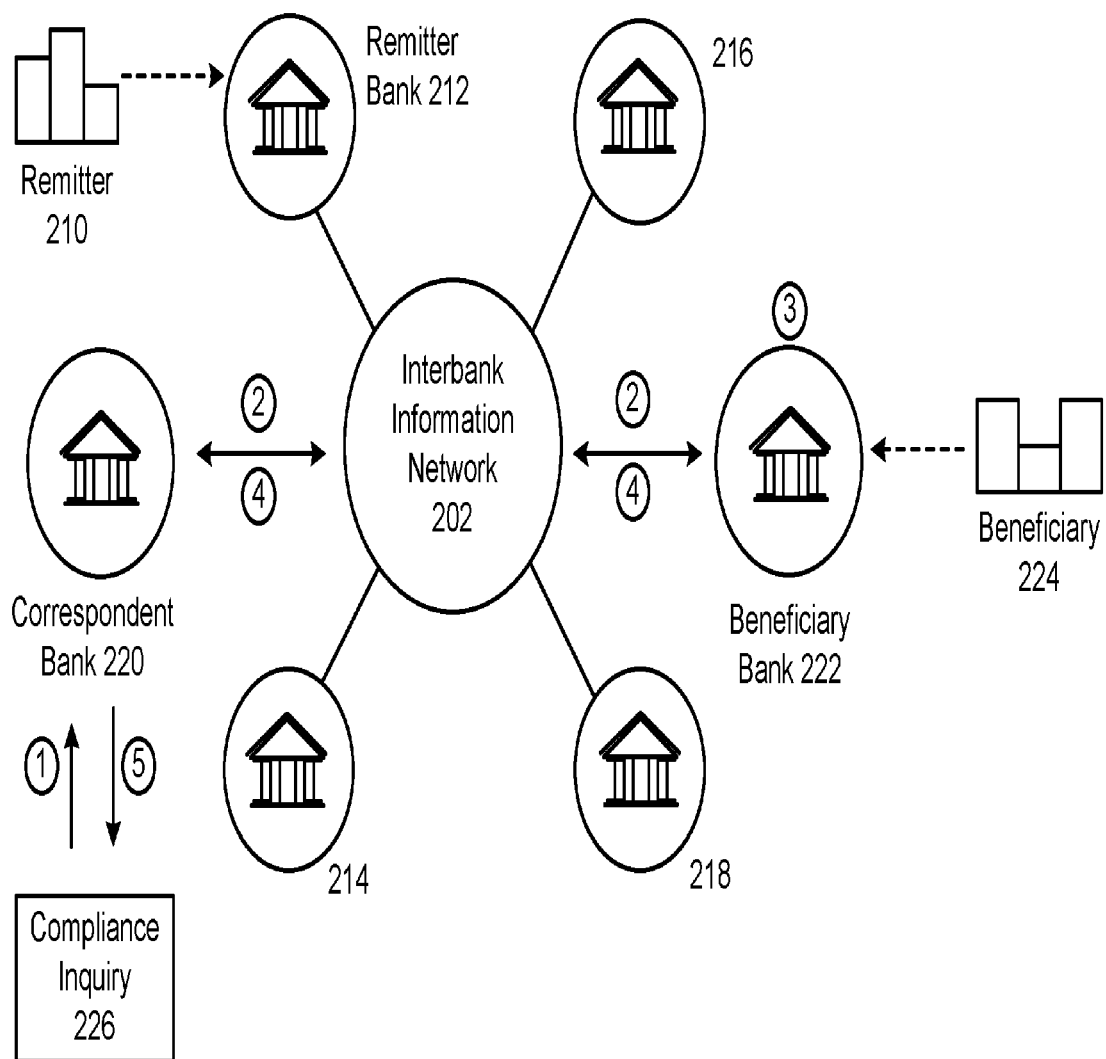 Remitter
Bank 212
216
Remitter
210
3
Interbank
Information
Network
202
2
4
2
4
Correspondent
Bank 220
Beneficiary
Bank 222
Beneficiary
224
1
5
214
218
Compliance
Inquiry
226